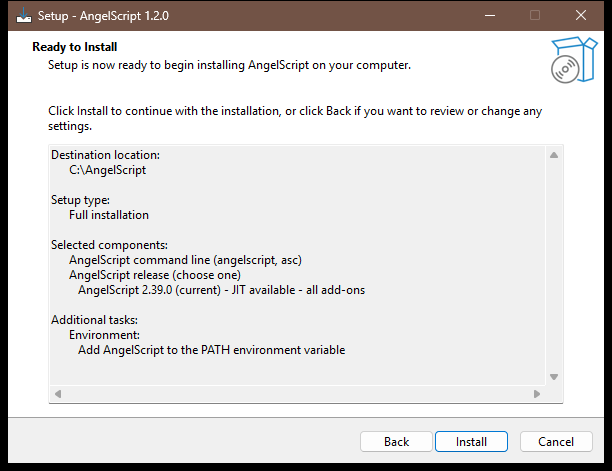 Setup - AngelScript 1.2.0
Ready to Install
Setup is now ready to begin installing AngelScript on your computer.
Click Install to continue with the installation, or click Back if you want to review or change any
settings.
Destination location:
C:\AngelScript
Setup type:
Full installation
Selected components:
AngelScript command line (angelscript, asc)
AngelScript release (choose one)
AngelScript 2.39.0 (current) - JIT available - all add-ons
Additional tasks:
Environment:
Add AngelScript to the PATH environment variable
Back
Install
Cancel